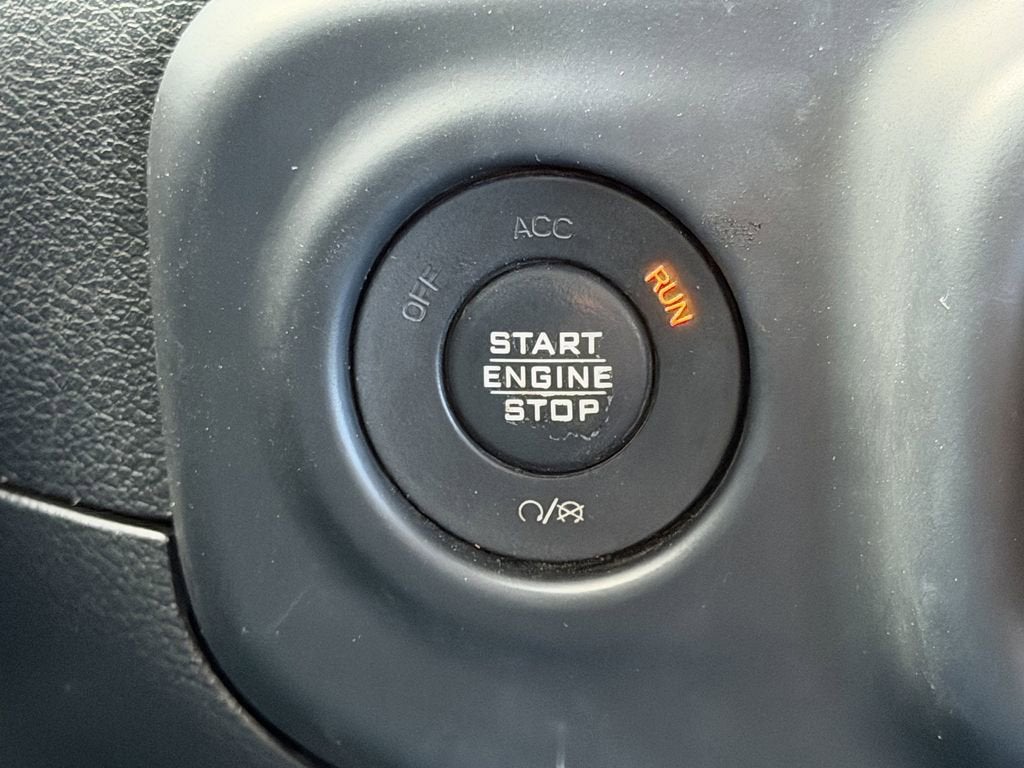 ACC
OFF
RUN
START
ENGINE
STOP